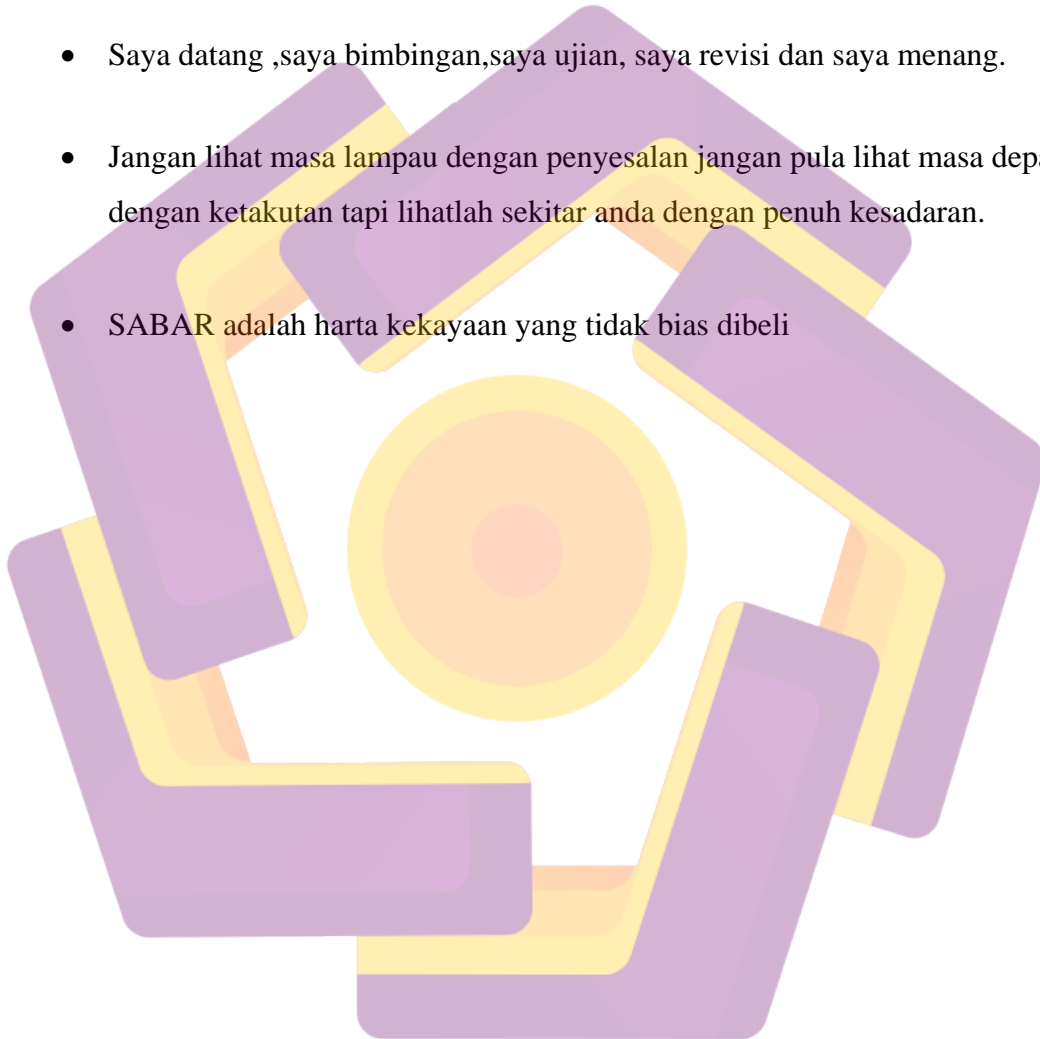 • Saya datang ,saya bimbingan,saya ujian, saya revisi dan saya menang.
• Jangan lihat masa lampau dengan penyesalan jangan pula lihat masa depa
dengan ketakutan tapi lihatlah sekitar anda dengan penuh kesadaran.
• SABAR adalah harta kekayaan yang tidak bias dibeli